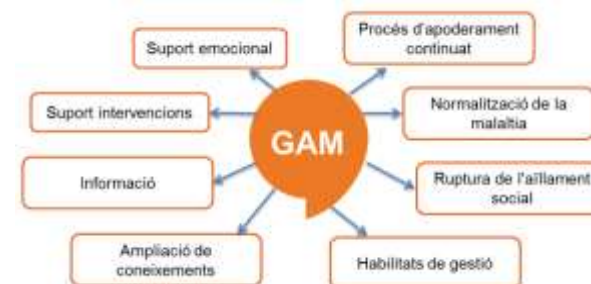 Suport emocional
Procés d'apoderament
continuat
Suport intervencions
Normalització de la
malaltia
GAM
Informació
Ruptura de l'aïllament
social
Ampliació de
coneixements
Habilitats de gestió